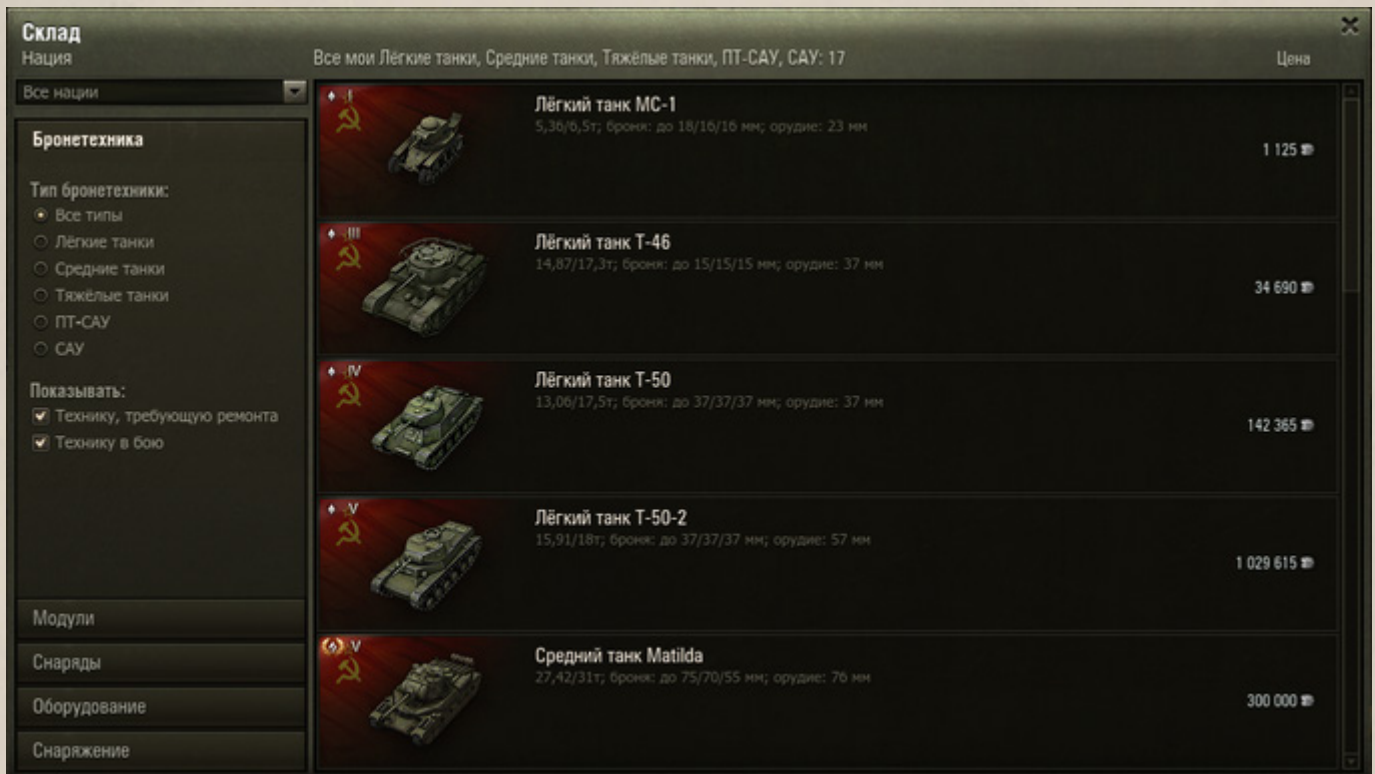 Склад
Нация
Все мои Лёгкие танки, Средние танки, Тяжёлые танки, ПТ-САУ, САУ: 17
Цена
Все нации
Бронетехника
Тип бронетехники:
Все типы
Лёгкие танки
Средние танки
Тяжёлые танки
ПТ-САУ
САУ
Показывать:
Технику, требующую ремонта
Технику в бою
Модули
Снаряды
Оборудование
Снаряжение
I
Лёгкий танк МС-1
5,36/6,5т; броня: до 18/16/16 мм; орудие: 23 мм
1 125
III
Лёгкий танк Т-46
14,87/17,3т; броня: до 15/15/15 мм; орудие: 37 мм
34 690
IV
Лёгкий танк Т-50
13,06/17,5т; броня: до 37/37/37 мм; орудие: 37 мм
142 365
V
Лёгкий танк Т-50-2
15,91/18т; броня: до 37/37/37 мм; орудие: 57 мм
1 029 615
V
Средний танк Matilda
27,42/31т; броня: до 75/70/55 мм; орудие: 76 мм
300 000